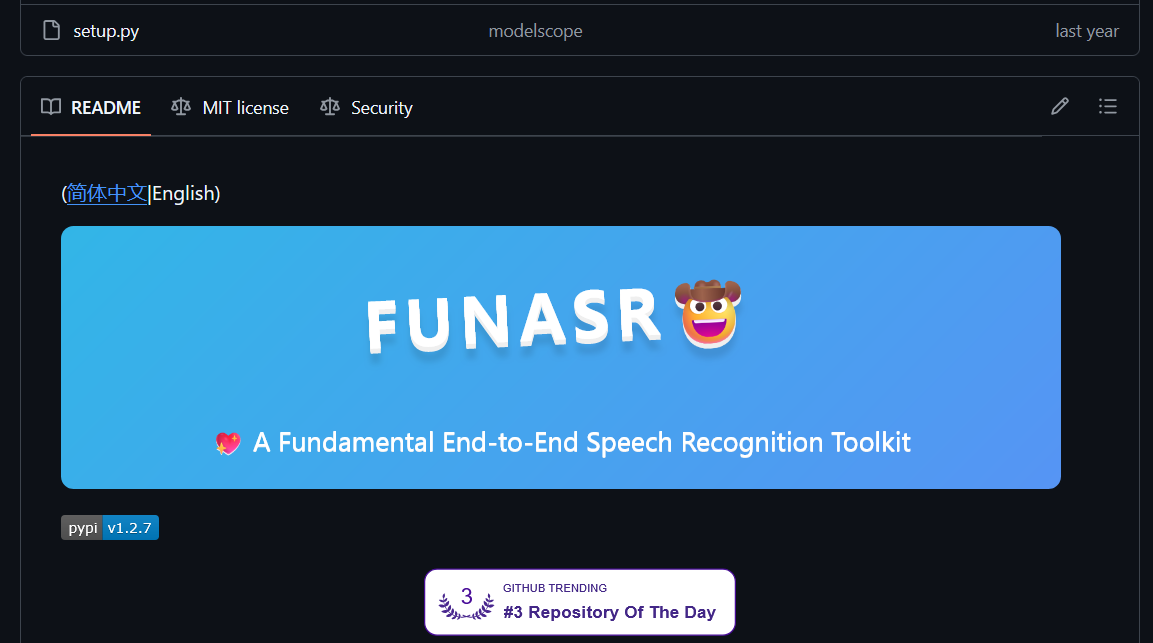 setup.py modelscope last year
README MIT license Security
(简体中文|English)
FUNASR
A Fundamental End-to-End Speech Recognition Toolkit
pypi v1.2.7
3
GITHUB TRENDING
#3 Repository Of The Day